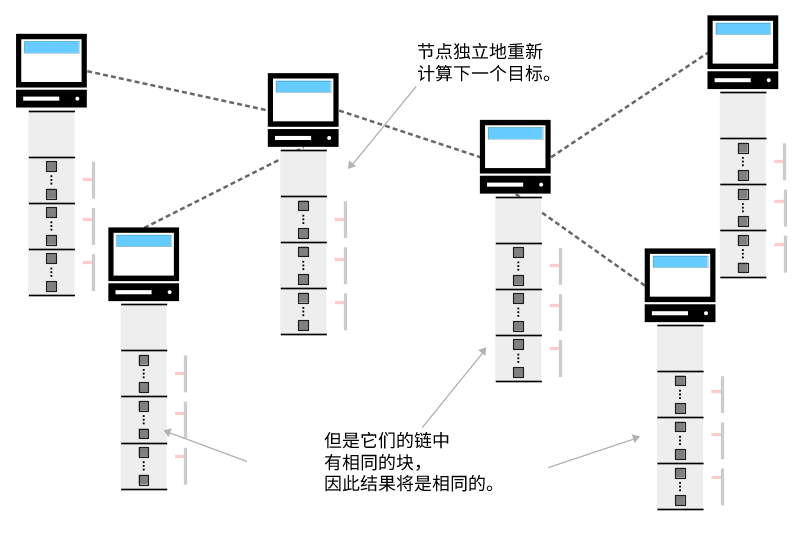 节点独立地重新
计算下一个目标。
但是它们的链中
有相同的块，
因此结果将是相同的。